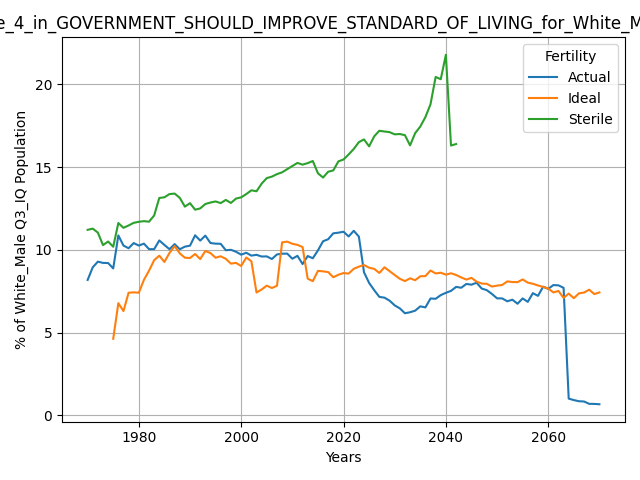 e_4_in_GOVERNMENT_SHOULD_IMPROVE_STANDARD_OF_LIVING_for_White_M
Fertility
Actual
Ideal
Sterile
% of White_Male Q3_IQ Population
20
15
10
5
0
1980
2000
2020
2040
2060
Years